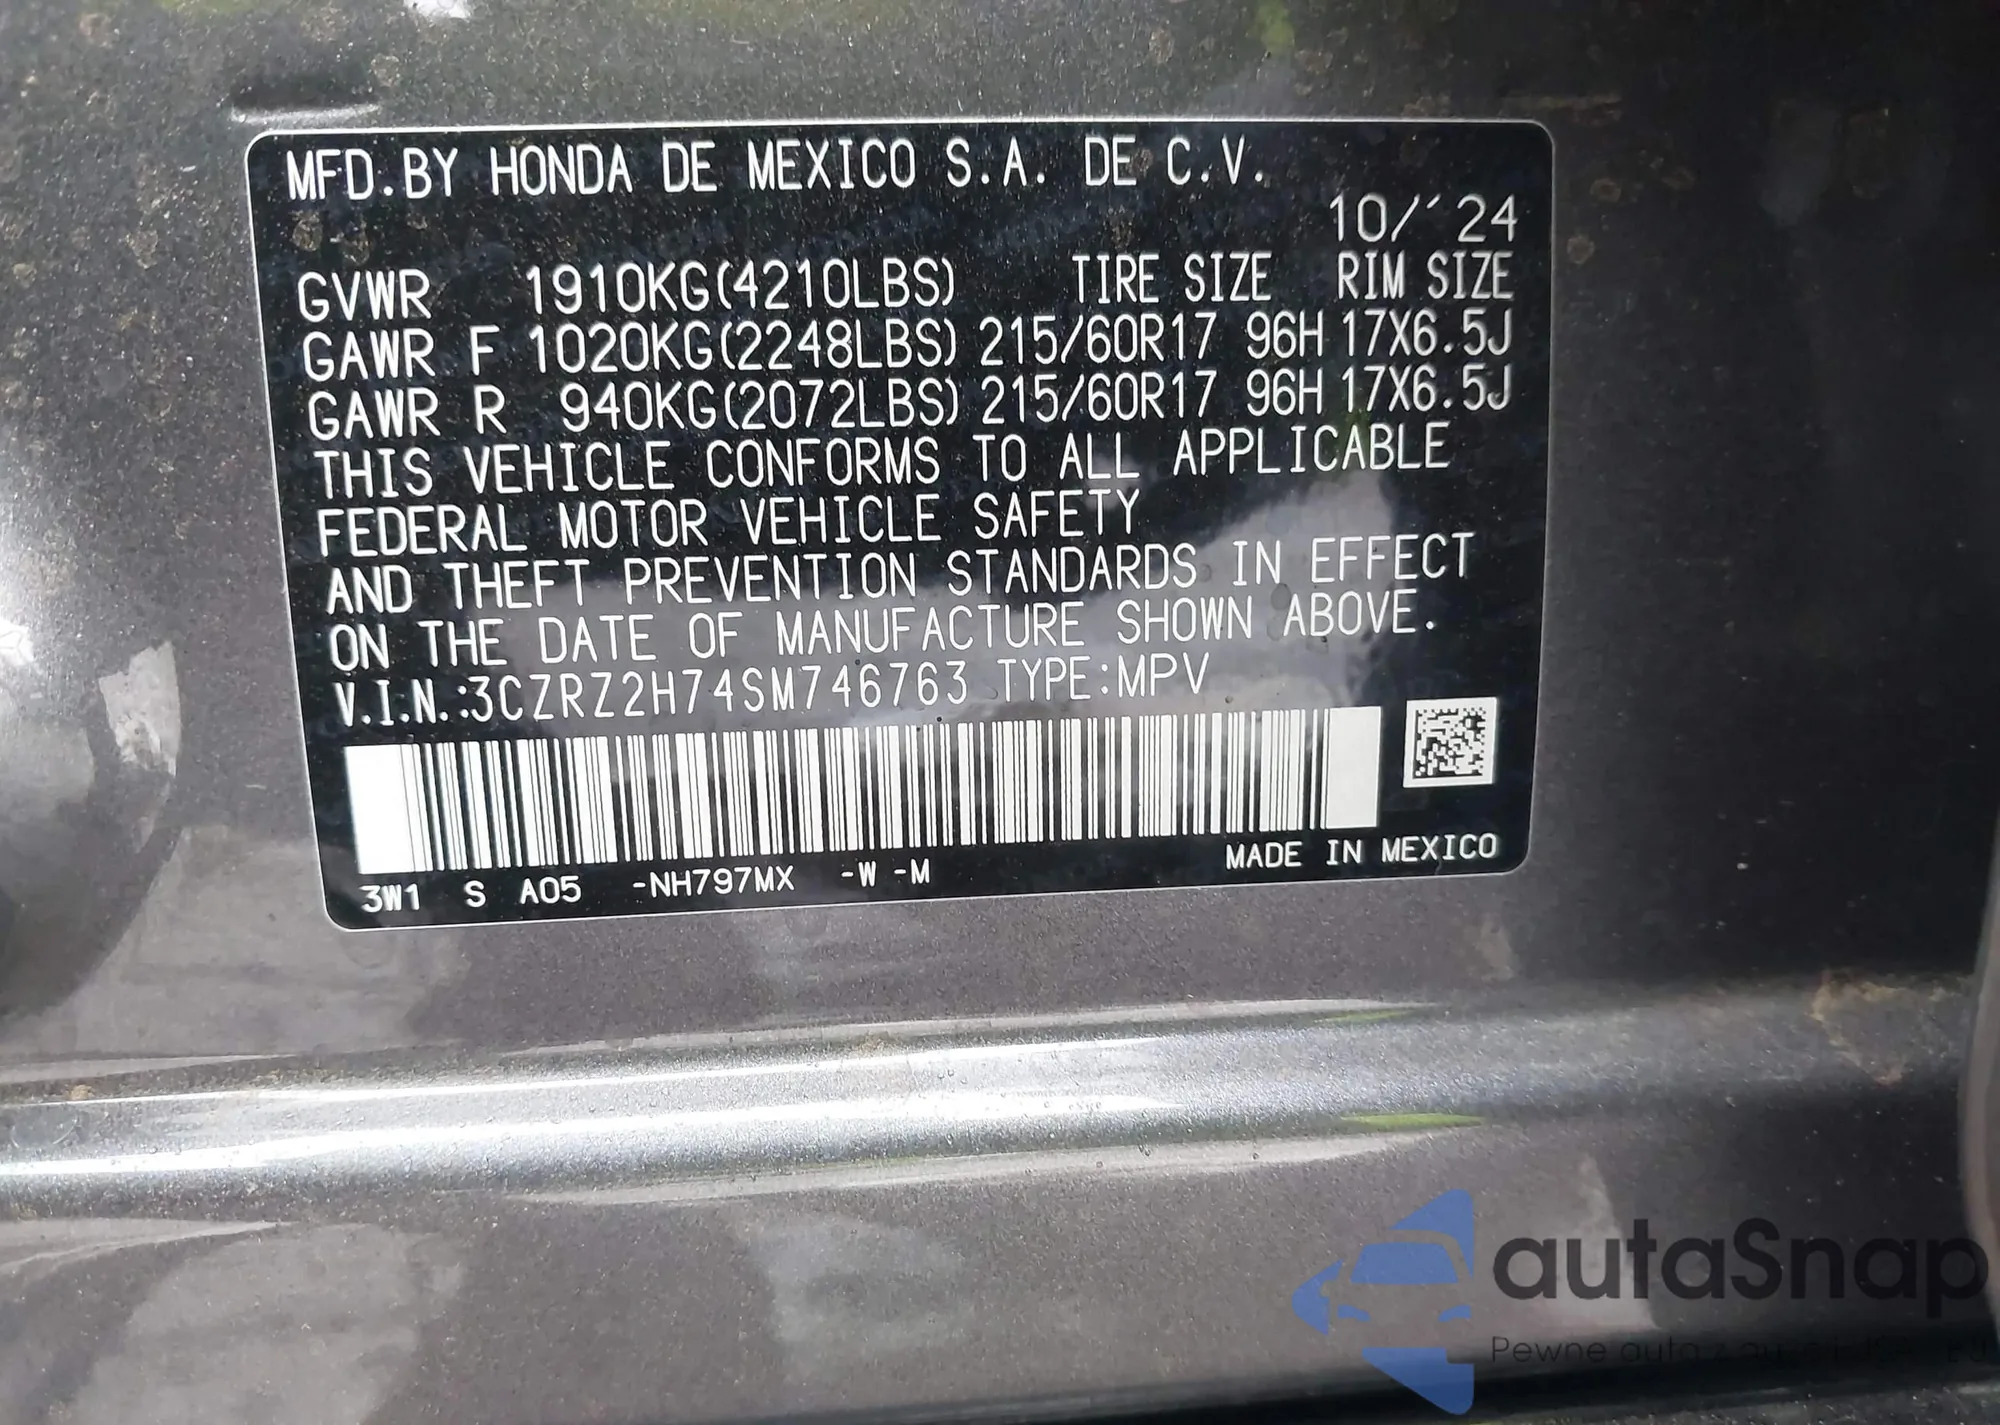 MFD.BY HONDA DE MEXICO S.A. DE C.V.
10/´24
GVWR 1910KG(4210LBS) TIRE SIZE RIM SIZE
GAWR F 1020KG(2248LBS) 215/60R17 96H 17X6.5J
GAWR R 940KG(2072LBS) 215/60R17 96H 17X6.5J
THIS VEHICLE CONFORMS TO ALL APPLICABLE
FEDERAL MOTOR VEHICLE SAFETY
AND THEFT PREVENTION STANDARDS IN EFFECT
ON THE DATE OF MANUFACTURE SHOWN ABOVE.
V.I.N.:3CZRZ2H74SM746763 TYPE:MPV
MADE IN MEXICO
3W1 S A05 -NH797MX -W -M
autaSnap
Pewne auta z